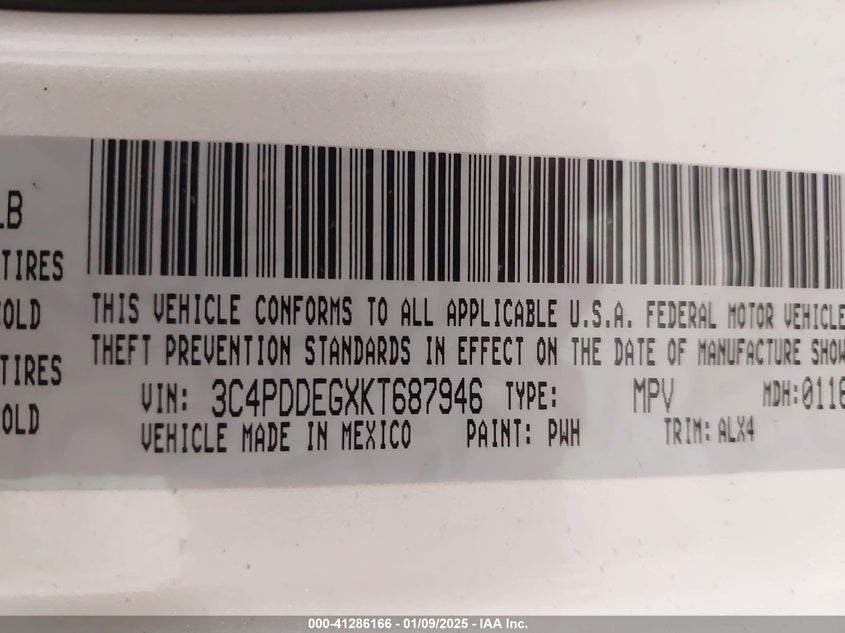 LB
TIRES
COLD
TIRES
OLD
THIS VEHICLE CONFORMS TO ALL APPLICABLE U.S.A. FEDERAL MOTOR VEHICLE
THEFT PREVENTION STANDARDS IN EFFECT ON THE DATE OF MANUFACTURE SHOW
VIN: 3C4PDDEGXKT687946 TYPE: MPV MDH:0116
VEHICLE MADE IN MEXICO PAINT: PWH TRIM: ALX4
000-41286166 - 01/09/2025 - IAA Inc.